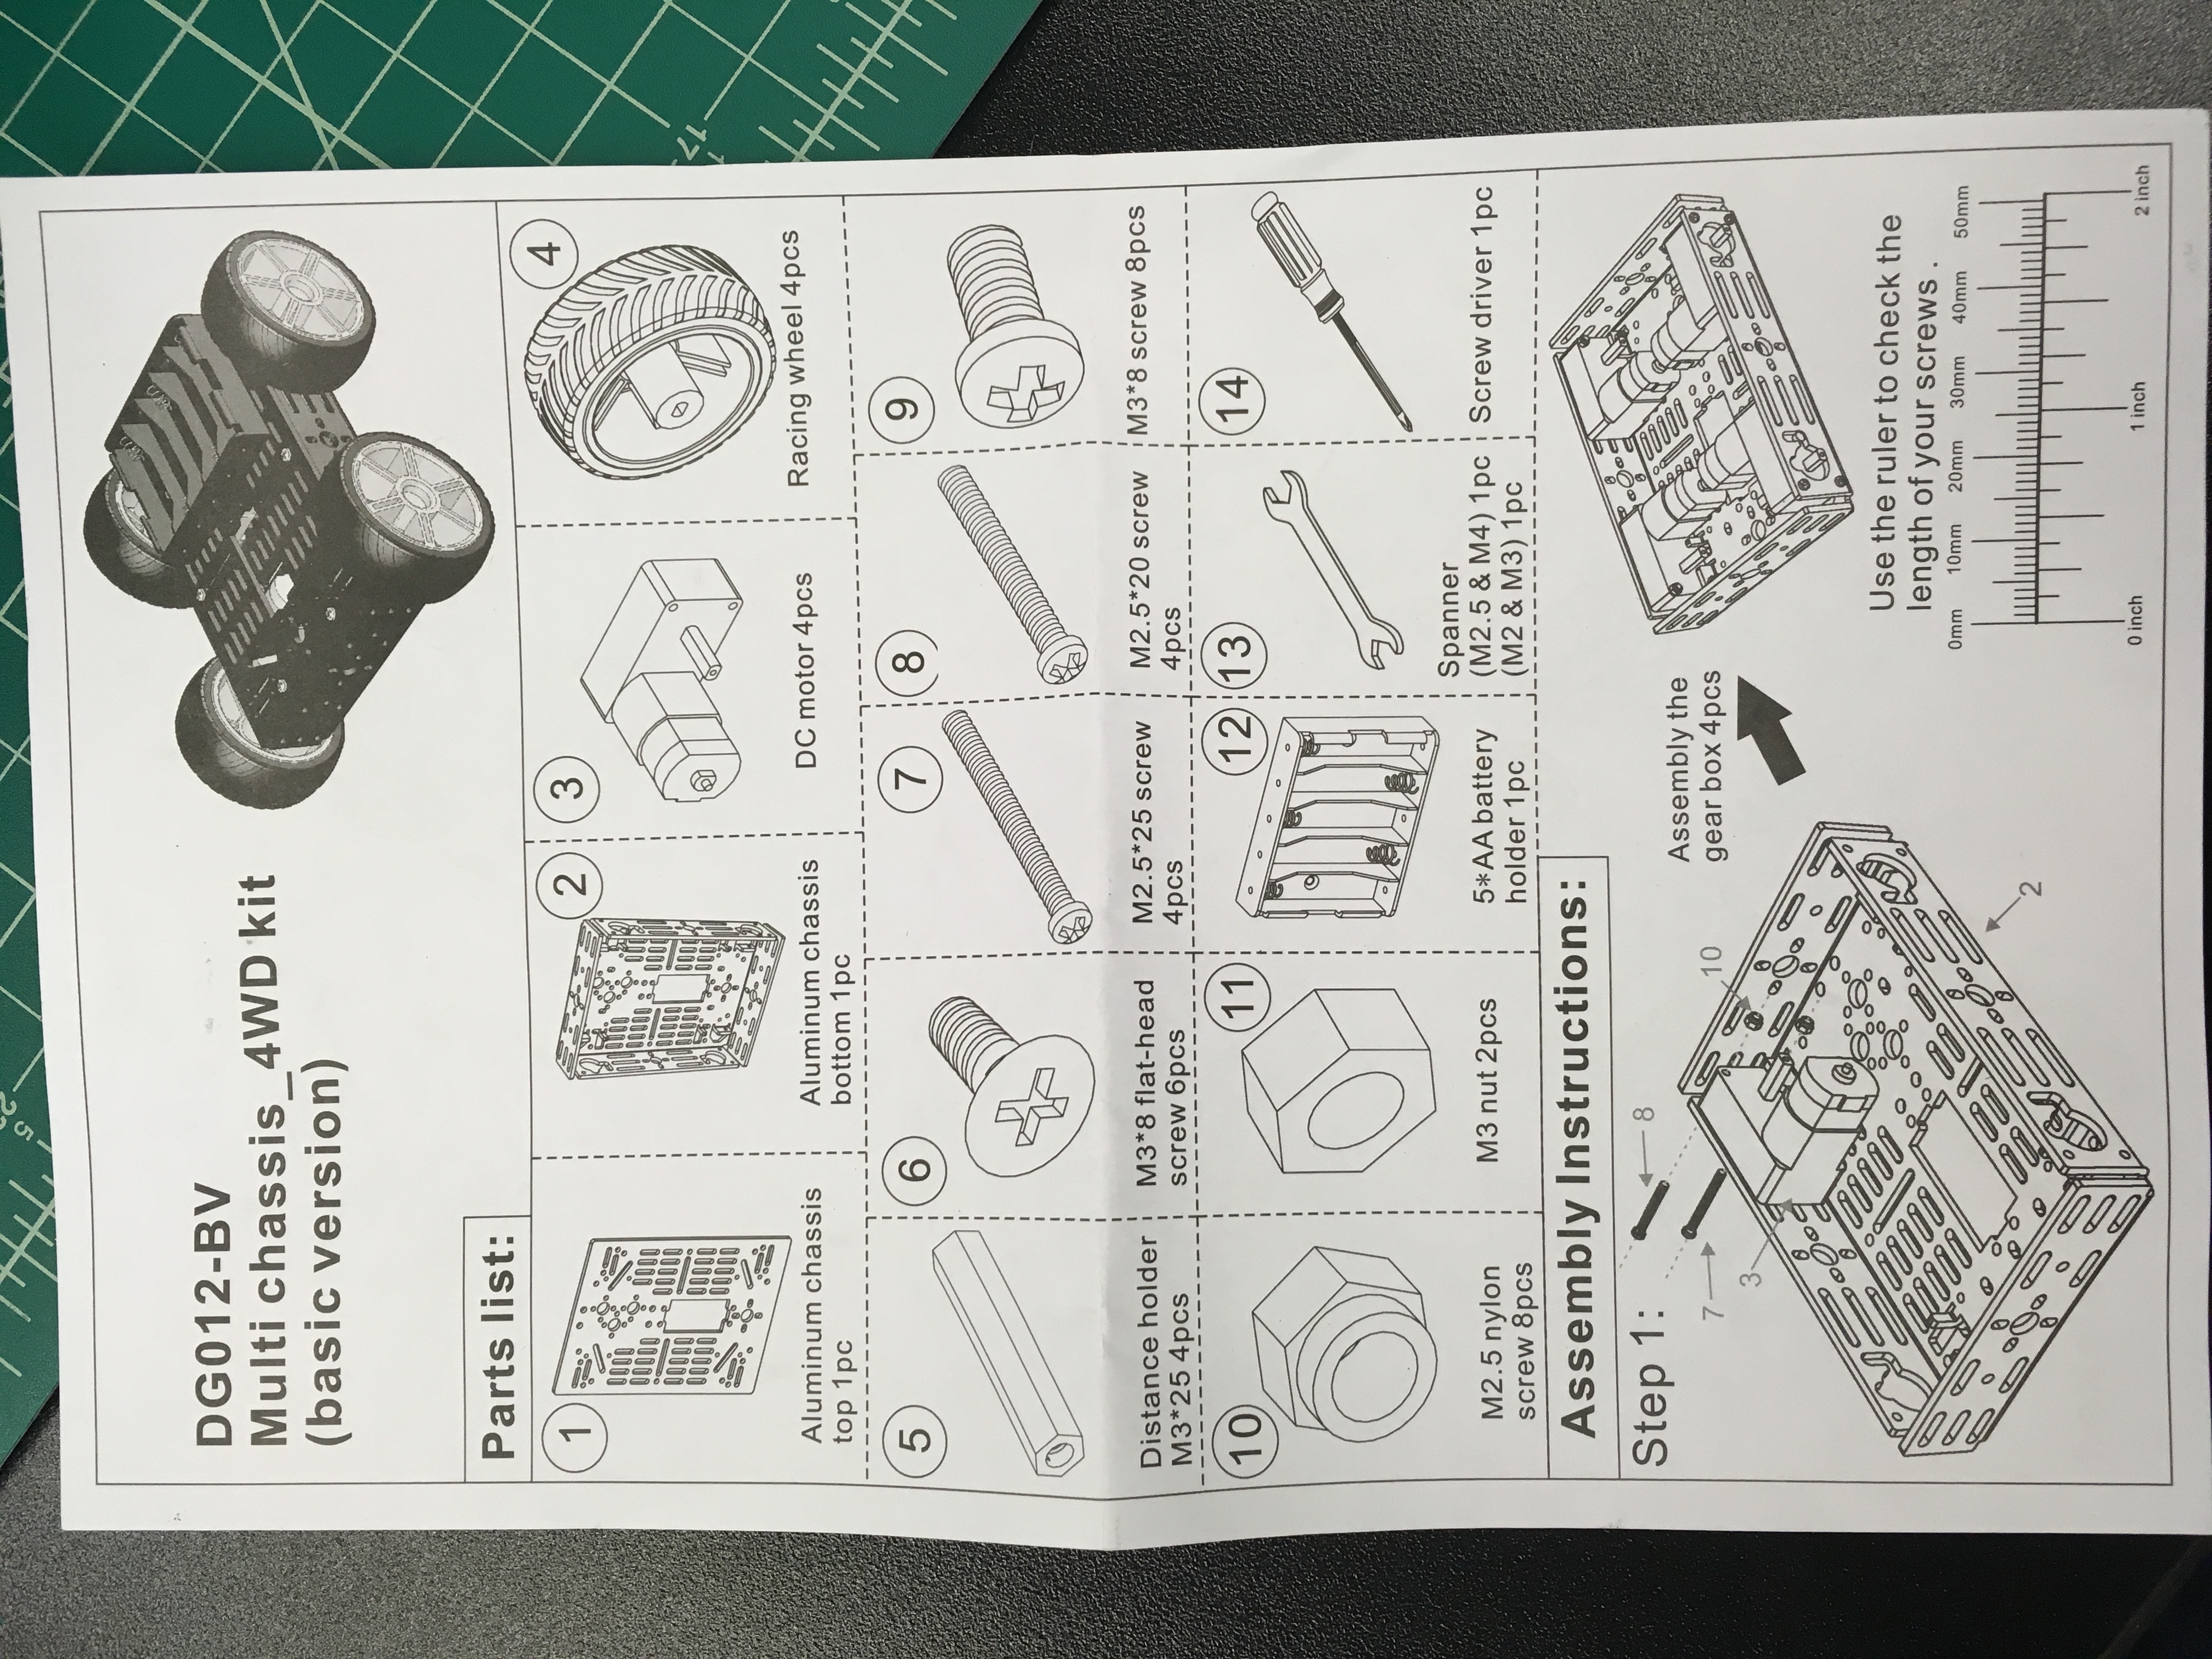 DG012-BV
Multi chassis_4WD kit
(basic version)
Parts list:
1
Aluminum chassis
top 1pc
2
Aluminum chassis
bottom 1pc
3
DC motor 4pcs
4
Racing wheel 4pcs
5
Distance holder
M3*25 4pcs
6
M3*8 flat-head
screw 6pcs
7
M2.5*25 screw
4pcs
8
M2.5*20 screw
4pcs
9
M3*8 screw 8pcs
10
M2.5 nylon
screw 8pcs
11
M3 nut 2pcs
12
5*AA battery
holder 1pc
13
Spanner
(M2.5 & M4) 1pc
(M2 & M3) 1pc
14
Screw driver 1pc
Assembly Instructions:
Step 1:
8
7
3
10
2
Assembly the
gear box 4pcs
Use the ruler to check the
length of your screws .
0mm 10mm 20mm 30mm 40mm 50mm
0 inch 1 inch 2 inch
17